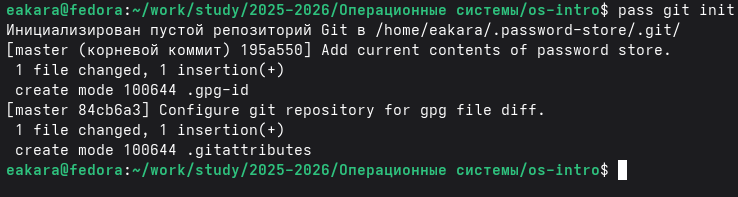 eakara@fedora:~/work/study/2025-2026/Операционные системы/os-intro$ pass git init
Инициализирован пустой репозиторий Git в /home/eakara/.password-store/.git/
[master (корневой коммит) 195a550] Add current contents of password store.
 1 file changed, 1 insertion(+)
 create mode 100644 .gpg-id
[master 84cb6a3] Configure git repository for gpg file diff.
 1 file changed, 1 insertion(+)
 create mode 100644 .gitattributes
eakara@fedora:~/work/study/2025-2026/Операционные системы/os-intro$